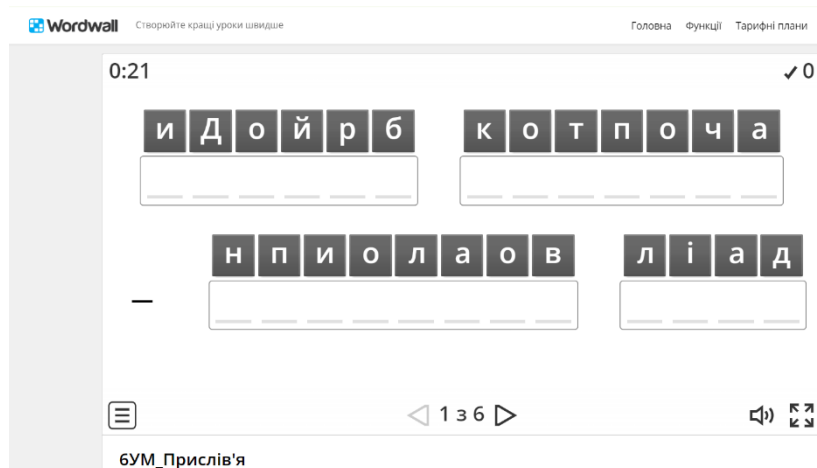 Wordwall Створюйте кращі уроки швидше Головна Функції Тарифні плани
0:21 ✓ 0
и Д о й р б к о т п о ч а
н п и о л а о в л і а д
–
1 з 6
6УМ_Прислів'я